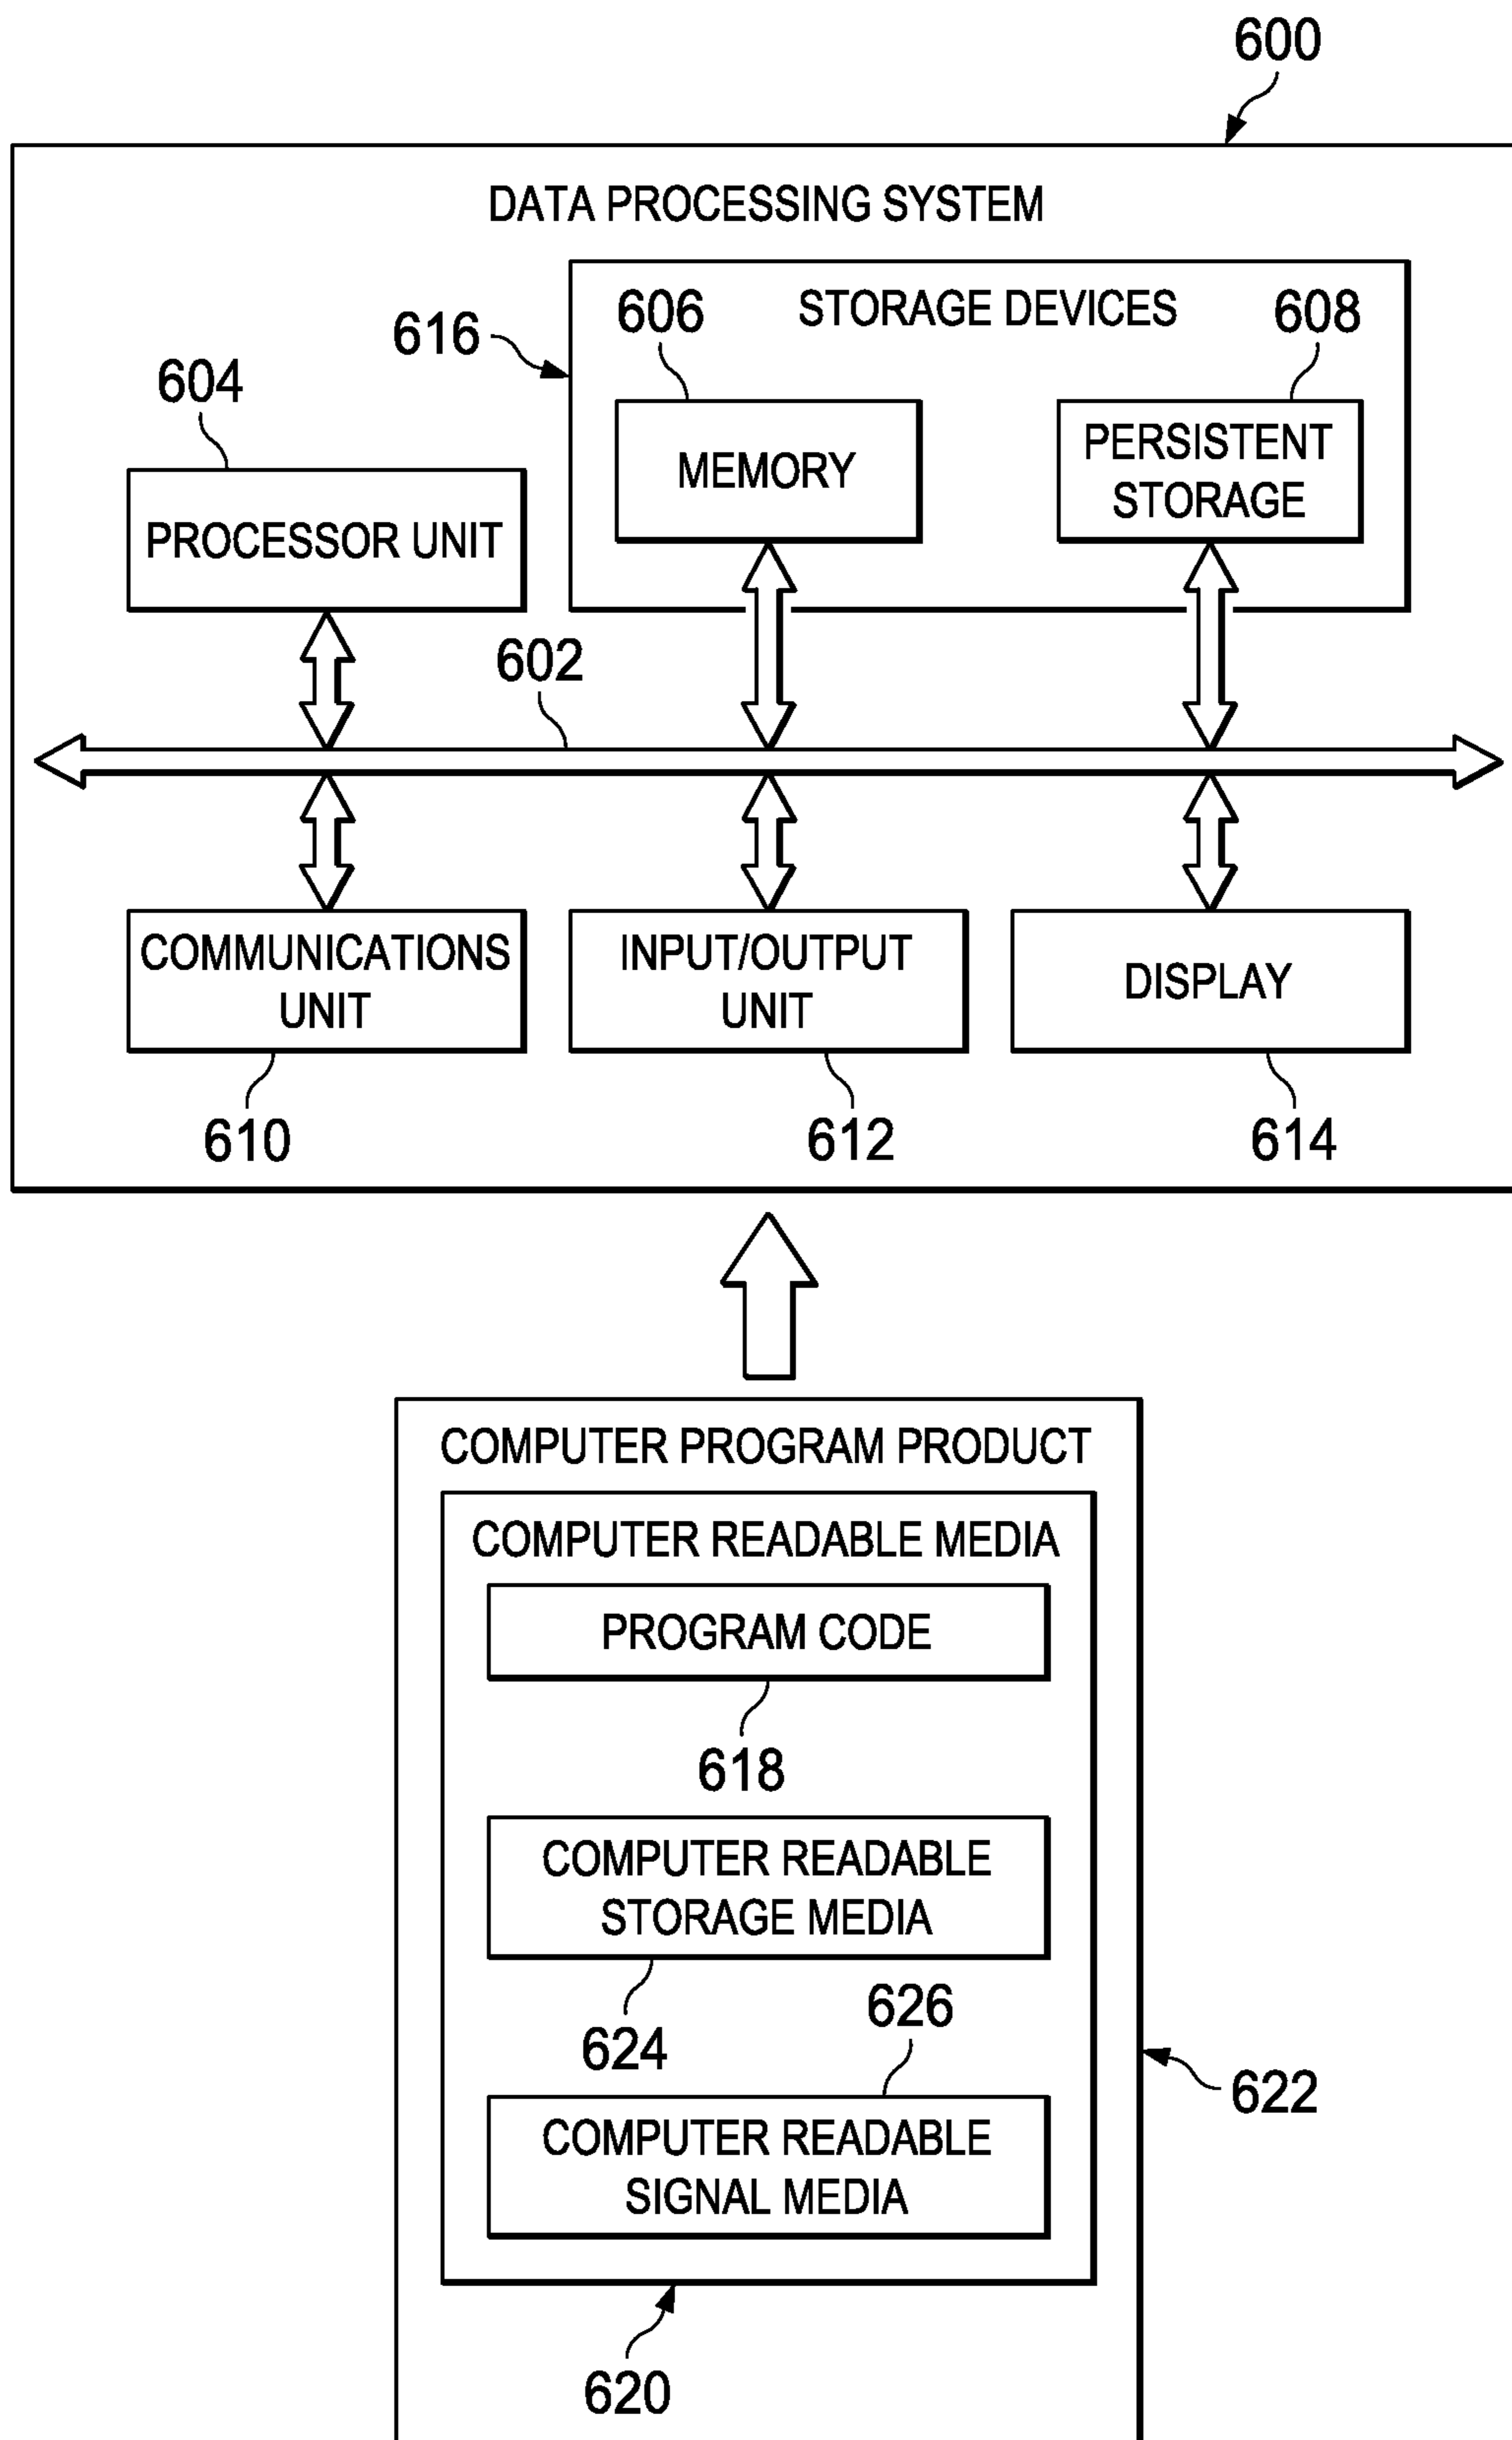 600
DATA PROCESSING SYSTEM
606
STORAGE DEVICES
608
616
604
MEMORY
PERSISTENT
STORAGE
PROCESSOR UNIT
602
COMMUNICATIONS
UNIT
INPUT/OUTPUT
UNIT
DISPLAY
610
612
614
COMPUTER PROGRAM PRODUCT
COMPUTER READABLE MEDIA
PROGRAM CODE
618
COMPUTER READABLE
STORAGE MEDIA
624
626
622
COMPUTER READABLE
SIGNAL MEDIA
620